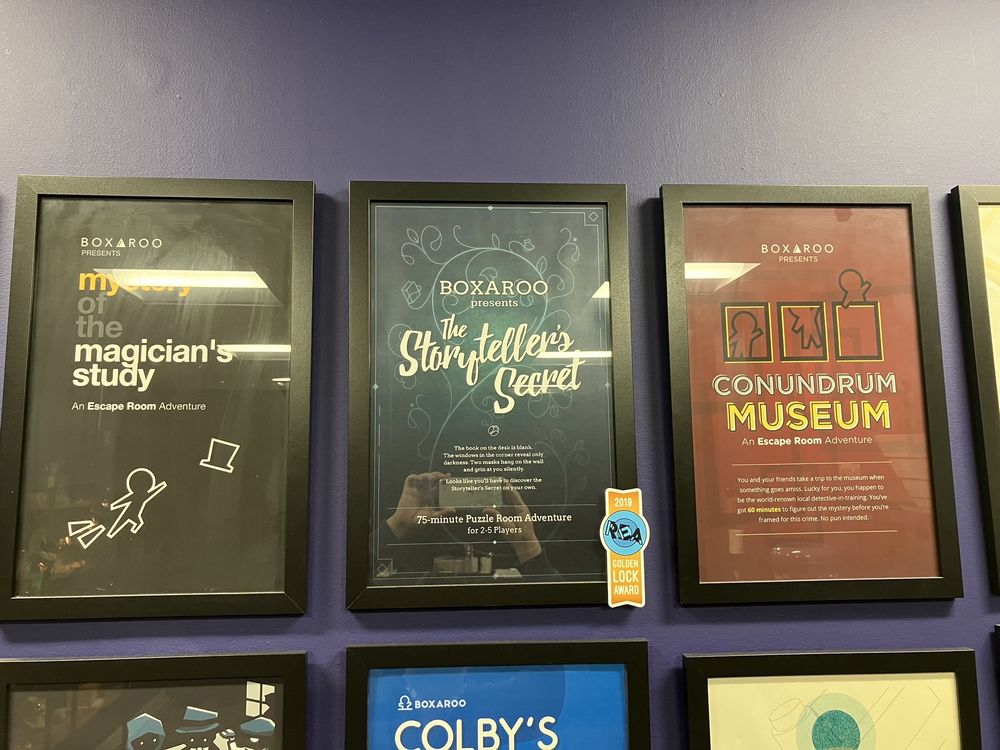 BOXAROO
PRESENTS
mystery
of
the
magician's
study
An Escape Room Adventure
BOXAROO
presents
The
Storyteller's
Secret
The book on the desk is blank.
The windows in the corner reveal only
darkness. Two masks hang on the wall
and grin at you silently.
Looks like you'll have to discover the
Storyteller's Secret on your own.
75-minute Puzzle Room Adventure
for 2-5 Players
2019
REA
GOLDEN
LOCK
AWARD
BOXAROO
PRESENTS
CONUNDRUM
MUSEUM
An Escape Room Adventure
You and your friends take a trip to the museum when
something goes amiss. Lucky for you, you happen to
be the world-renown local detective-in-training. You've
got 60 minutes to figure out the mystery before you're
framed for this crime. No pun intended.
BOXAROO
COLBY'S